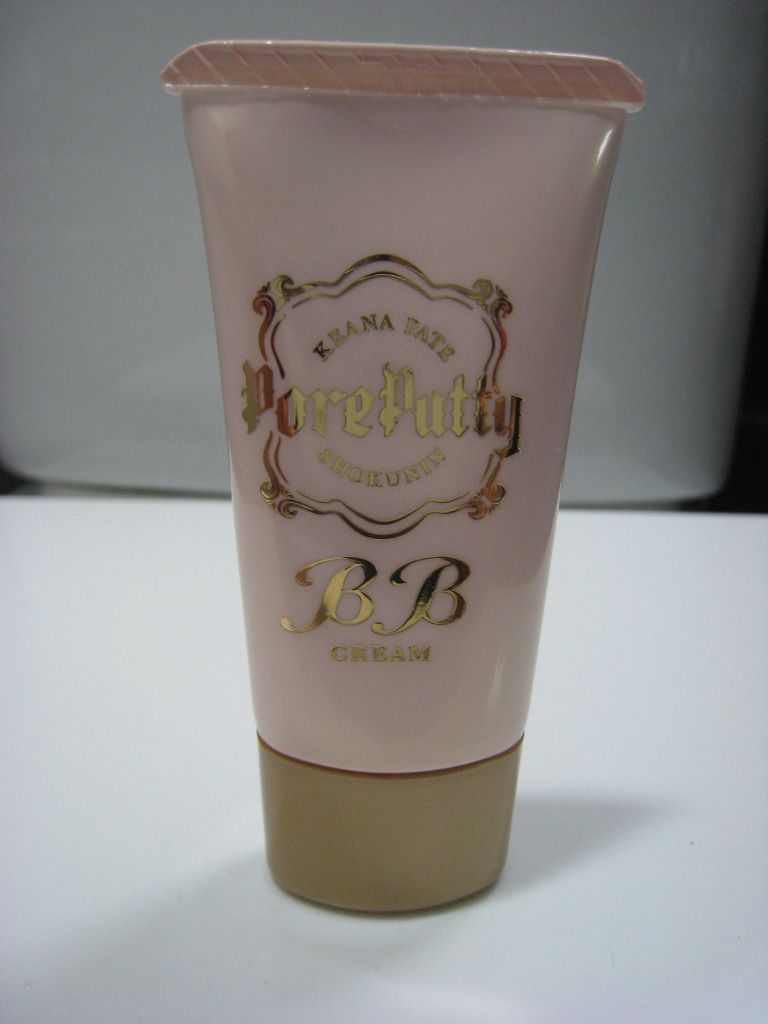 KEANA PATE
PorePutty
SHOKUNIN
BB
CREAM